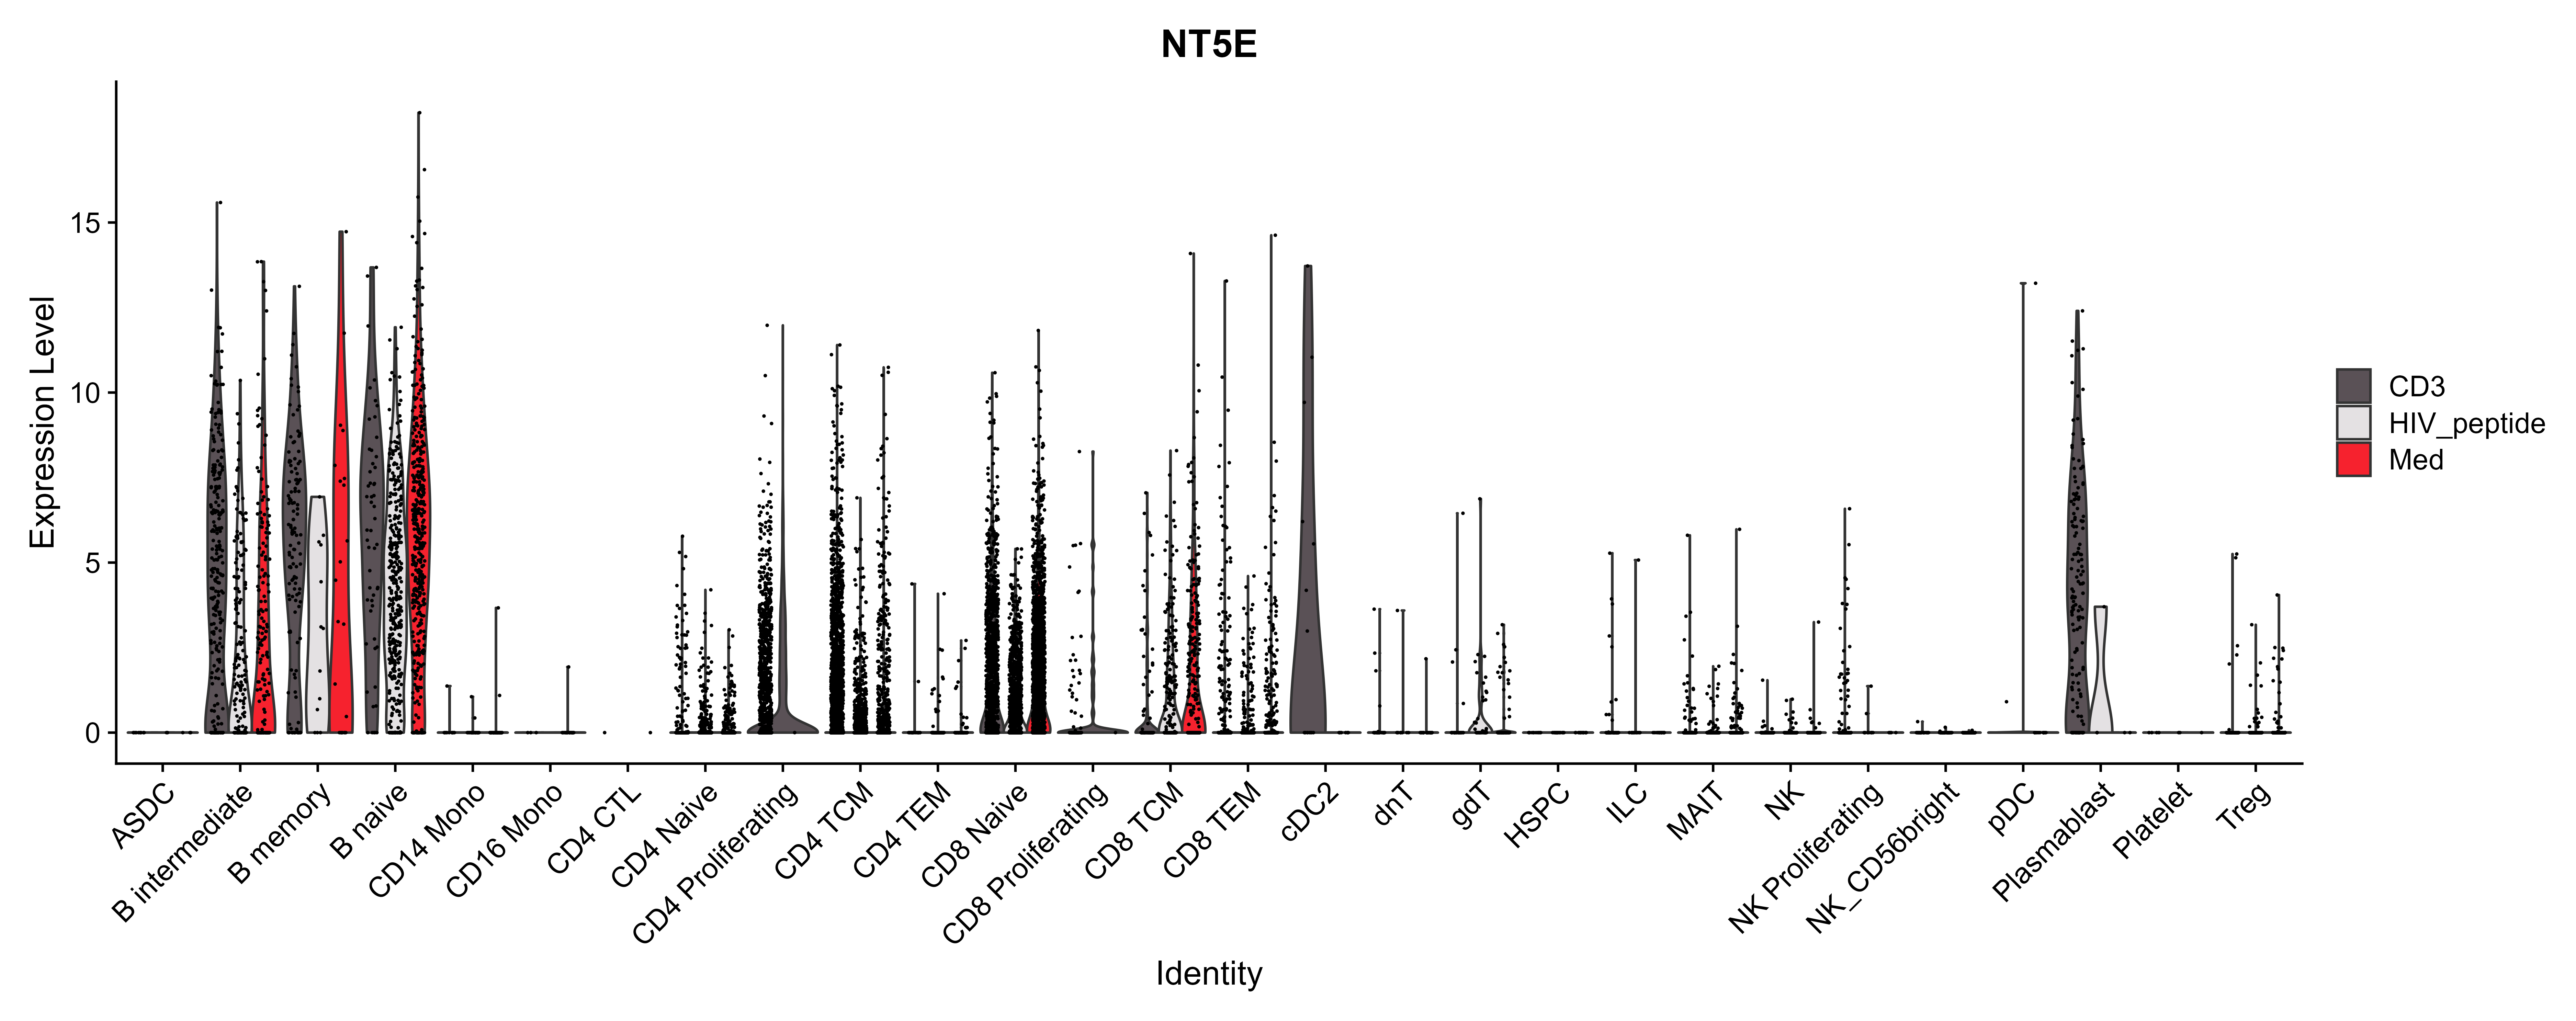 NT5E
Expression Level
15
10
5
0
ASDC
B intermediate
B memory
B naive
CD14 Mono
CD16 Mono
CD4 CTL
CD4 Naive
CD4 Proliferating
CD4 TCM
CD4 TEM
CD8 Naive
CD8 Proliferating
CD8 TCM
CD8 TEM
cDC2
dnT
gdT
HSPC
ILC
MAIT
NK
NK Proliferating
NK_CD56bright
pDC
Plasmablast
Platelet
Treg
Identity
CD3
HIV_peptide
Med